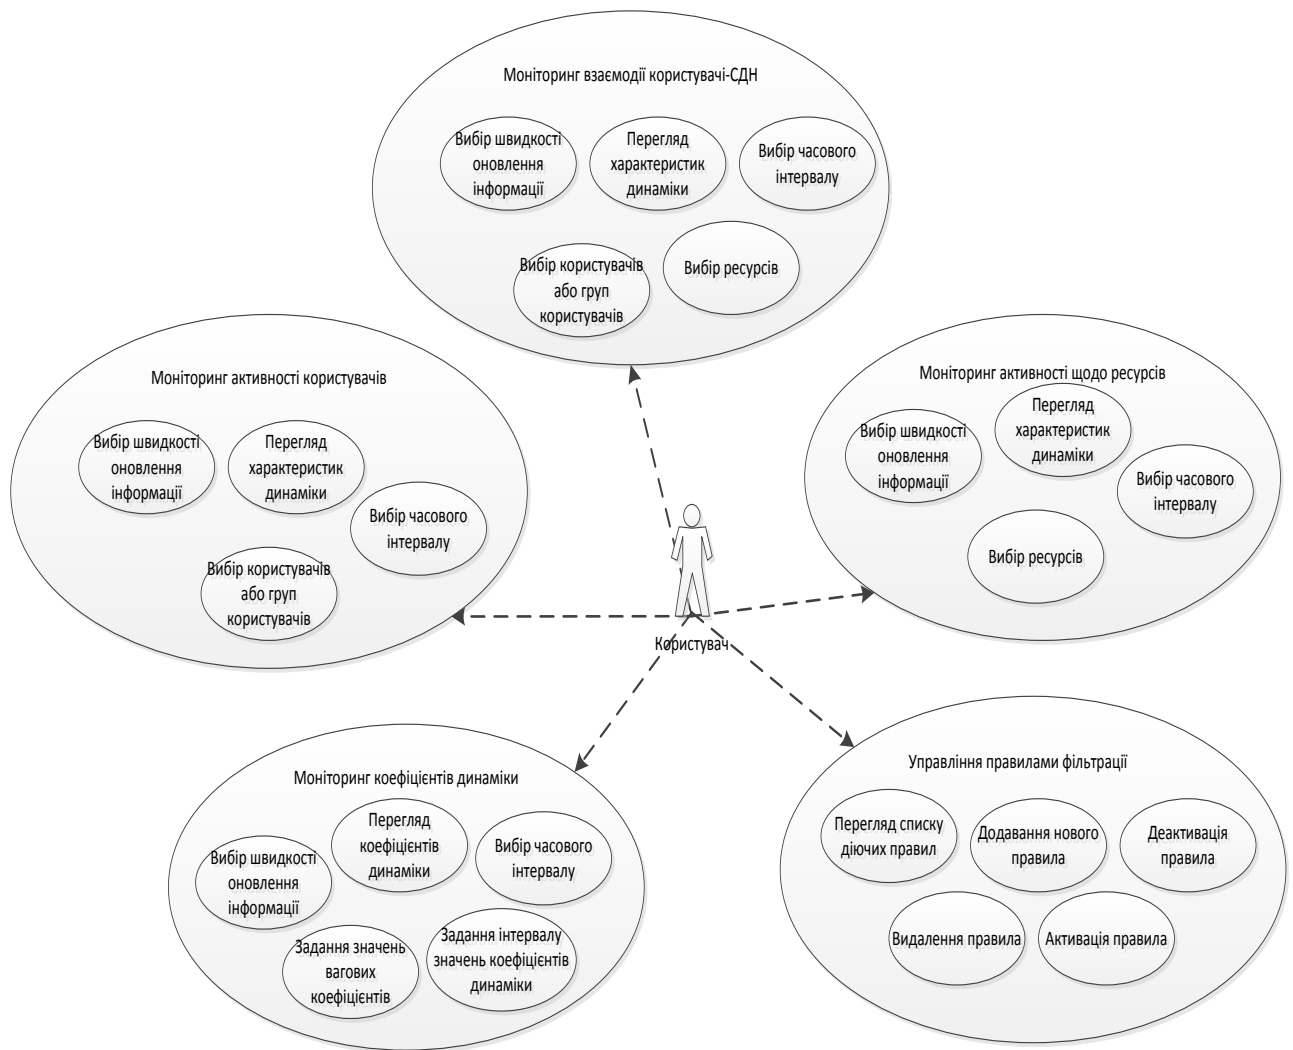 Моніторинг взаємодії користувачі-СДН
Вибір швидкості
оновлення
інформації
Перегляд
характеристик
динаміки
Вибір часового
інтервалу
Вибір користувачів
або груп
користувачів
Вибір ресурсів
Моніторинг активності користувачів
Вибір швидкості
оновлення
інформації
Перегляд
характеристик
динаміки
Вибір часового
інтервалу
Вибір користувачів
або груп
користувачів
Моніторинг активності щодо ресурсів
Вибір швидкості
оновлення
інформації
Перегляд
характеристик
динаміки
Вибір часового
інтервалу
Вибір ресурсів
Користувач
Моніторинг коефіцієнтів динаміки
Вибір швидкості
оновлення
інформації
Перегляд
коефіцієнтів
динаміки
Вибір часового
інтервалу
Задання значень
вагових
коефіцієнтів
Задання інтервалу
значень коефіцієнтів
динаміки
Управління правилами фільтрації
Перегляд списку
діючих правил
Додавання нового
правила
Деактивація
правила
Видалення правила
Активація правила